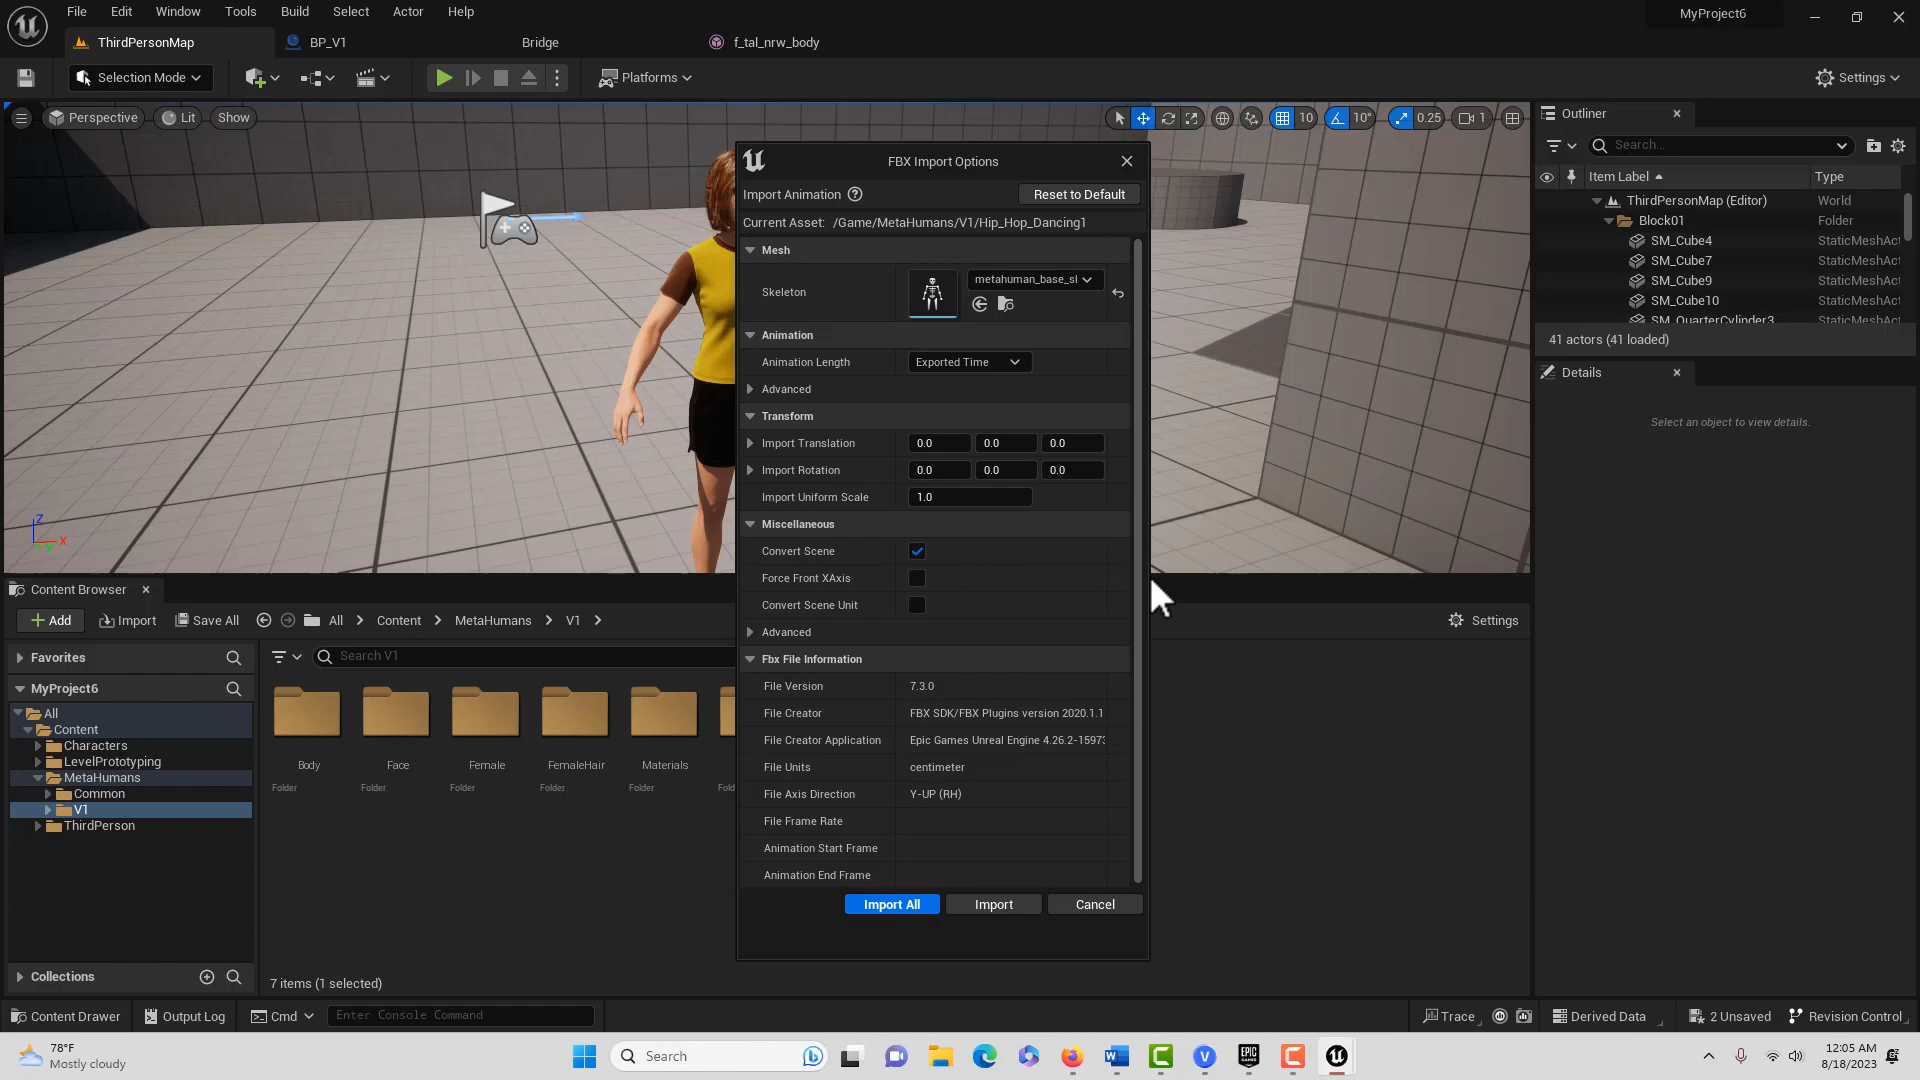 File Edit Window Tools Build Select Actor Help
MyProject6
ThirdPersonMap BP_V1 Bridge f_tal_nrw_body
Selection Mode Platforms Settings
Perspective Lit Show
10 10° 0.25 1
Outliner
Search...
Item Label Type
ThirdPersonMap (Editor) World
Block01 Folder
SM_Cube4 StaticMeshAct
SM_Cube7 StaticMeshAct
SM_Cube9 StaticMeshAct
SM_Cube10 StaticMeshAct
SM_QuarterCylinder3 StaticMeshAct
41 actors (41 loaded)
Details
Select an object to view details.
FBX Import Options
Import Animation Reset to Default
Current Asset: /Game/MetaHumans/V1/Hip_Hop_Dancing1
Mesh
Skeleton metahuman_base_sl
Animation
Animation Length Exported Time
Advanced
Transform
Import Translation 0.0 0.0 0.0
Import Rotation 0.0 0.0 0.0
Import Uniform Scale 1.0
Miscellaneous
Convert Scene
Force Front XAxis
Convert Scene Unit
Advanced
Fbx File Information
File Version 7.3.0
File Creator FBX SDK/FBX Plugins version 2020.1.1
File Creator Application Epic Games Unreal Engine 4.26.2-15973
File Units centimeter
File Axis Direction Y-UP (RH)
File Frame Rate
Animation Start Frame
Animation End Frame
Import All Import Cancel
Z X Y
Content Browser
Add Import Save All All Content MetaHumans V1 Settings
Favorites Search V1
MyProject6
All
Content
Characters
LevelPrototyping
MetaHumans
Common
V1
ThirdPerson
Collections
Body Face Female FemaleHair Materials
Folder Folder Folder Folder Folder Fold
7 items (1 selected)
Content Drawer Output Log Cmd Enter Console Command Trace Derived Data 2 Unsaved Revision Control
78°F
Mostly cloudy
Search
EPIC GAMES
12:05 AM
8/18/2023